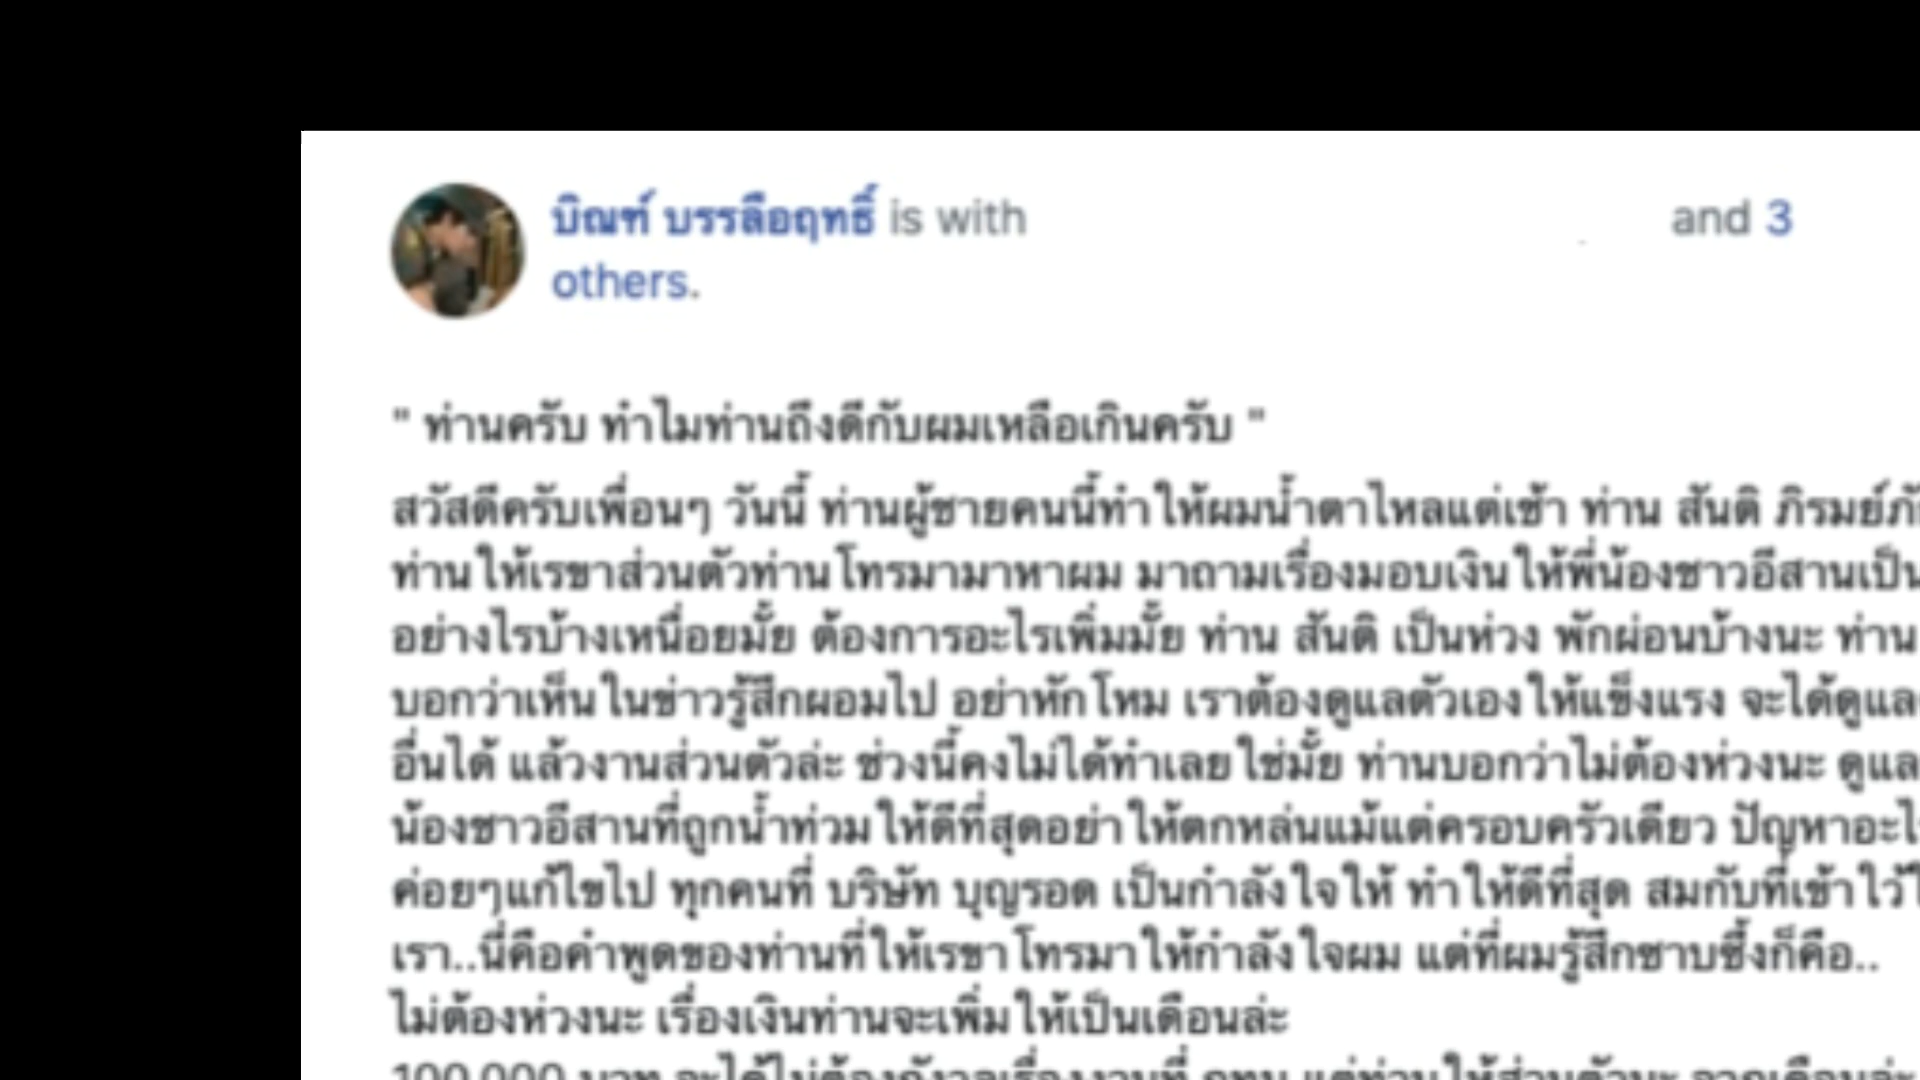 บิณฑ์ บรรลือฤทธิ์ is with and 3
others.
" ท่านครับ ทำไมท่านถึงดีกับผมเหลือเกินครับ "
สวัสดีครับเพื่อนๆ วันนี้ ท่านผู้ชายคนนี้ทำให้ผมน้ำตาไหลแต่เช้า ท่าน สันติ
ท่านให้เรขาส่วนตัวท่านโทรมามาหาผม มาถามเรื่องมอบเงินให้พี่น้องชาวอีสานเป็น
อย่างไรบ้างเหนื่อยมั้ย ต้องการอะไรเพิ่มมั้ย ท่าน สันติ เป็นห่วง พักผ่อนบ้างนะ ท่าน
บอกว่าเห็นในข่าวรู้สึกผอมไป อย่าหักโหม เราต้องดูแลตัวเองให้แข็งแรง จะได้ดูแล
อื่นได้ แล้วงานส่วนตัวล่ะ ช่วงนี้คงไม่ได้ทำเลยใช่มั้ย ท่านบอกว่าไม่ต้องห่วงนะ ดูแล
น้องชาวอีสานที่ถูกน้ำท่วมให้ดีที่สุดอย่าให้ตกหล่นแม้แต่ครอบครัวเดียว
ค่อยๆแก้ไขไป ทุกคนที่ บริษัท บุญรอด เป็นกำลังใจให้ ทำให้ดีที่สุด สมกับที่เข้าใว้
เรา..นี่คือคำพูดของท่านที่ให้เรขาโทรมาให้กำลังใจผม แต่ที่ผมรู้สึกซาบซึ้งก็คือ..
ไม่ต้องห่วงนะ เรื่องเงินท่านจะเพิ่มให้เป็นเดือนล่ะ